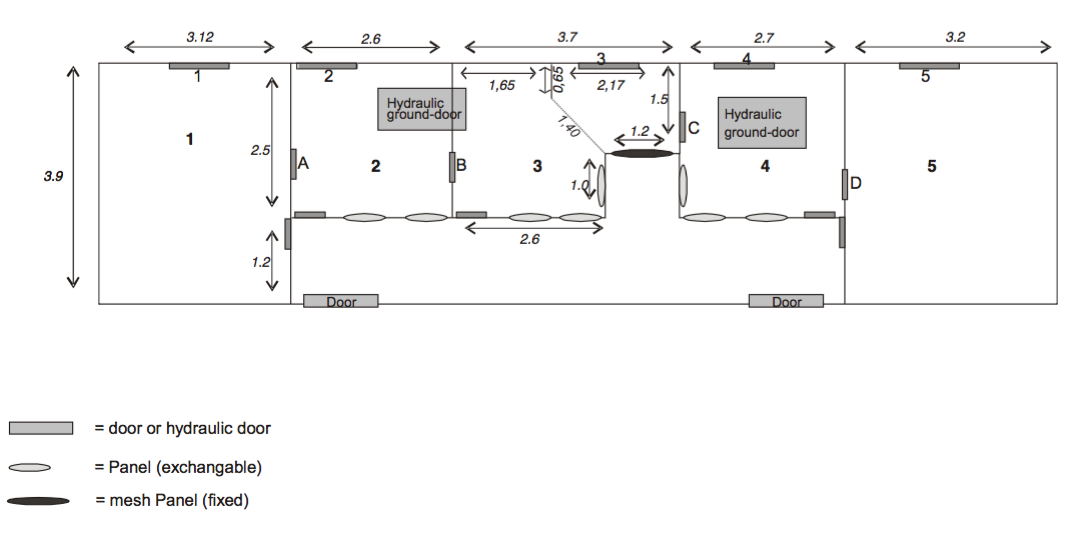 3.12
2.6
3.7
2.7
3.2
1
2
3
4
5
1,65
0,65
2,17
1.5
Hydraulic
ground-door
Hydraulic
ground-door
1,40
1.2
C
1
2.5
A
2
B
3
4
5
3.9
1.0
D
2.6
1.2
Door
Door
= door or hydraulic door
= Panel (exchangable)
= mesh Panel (fixed)